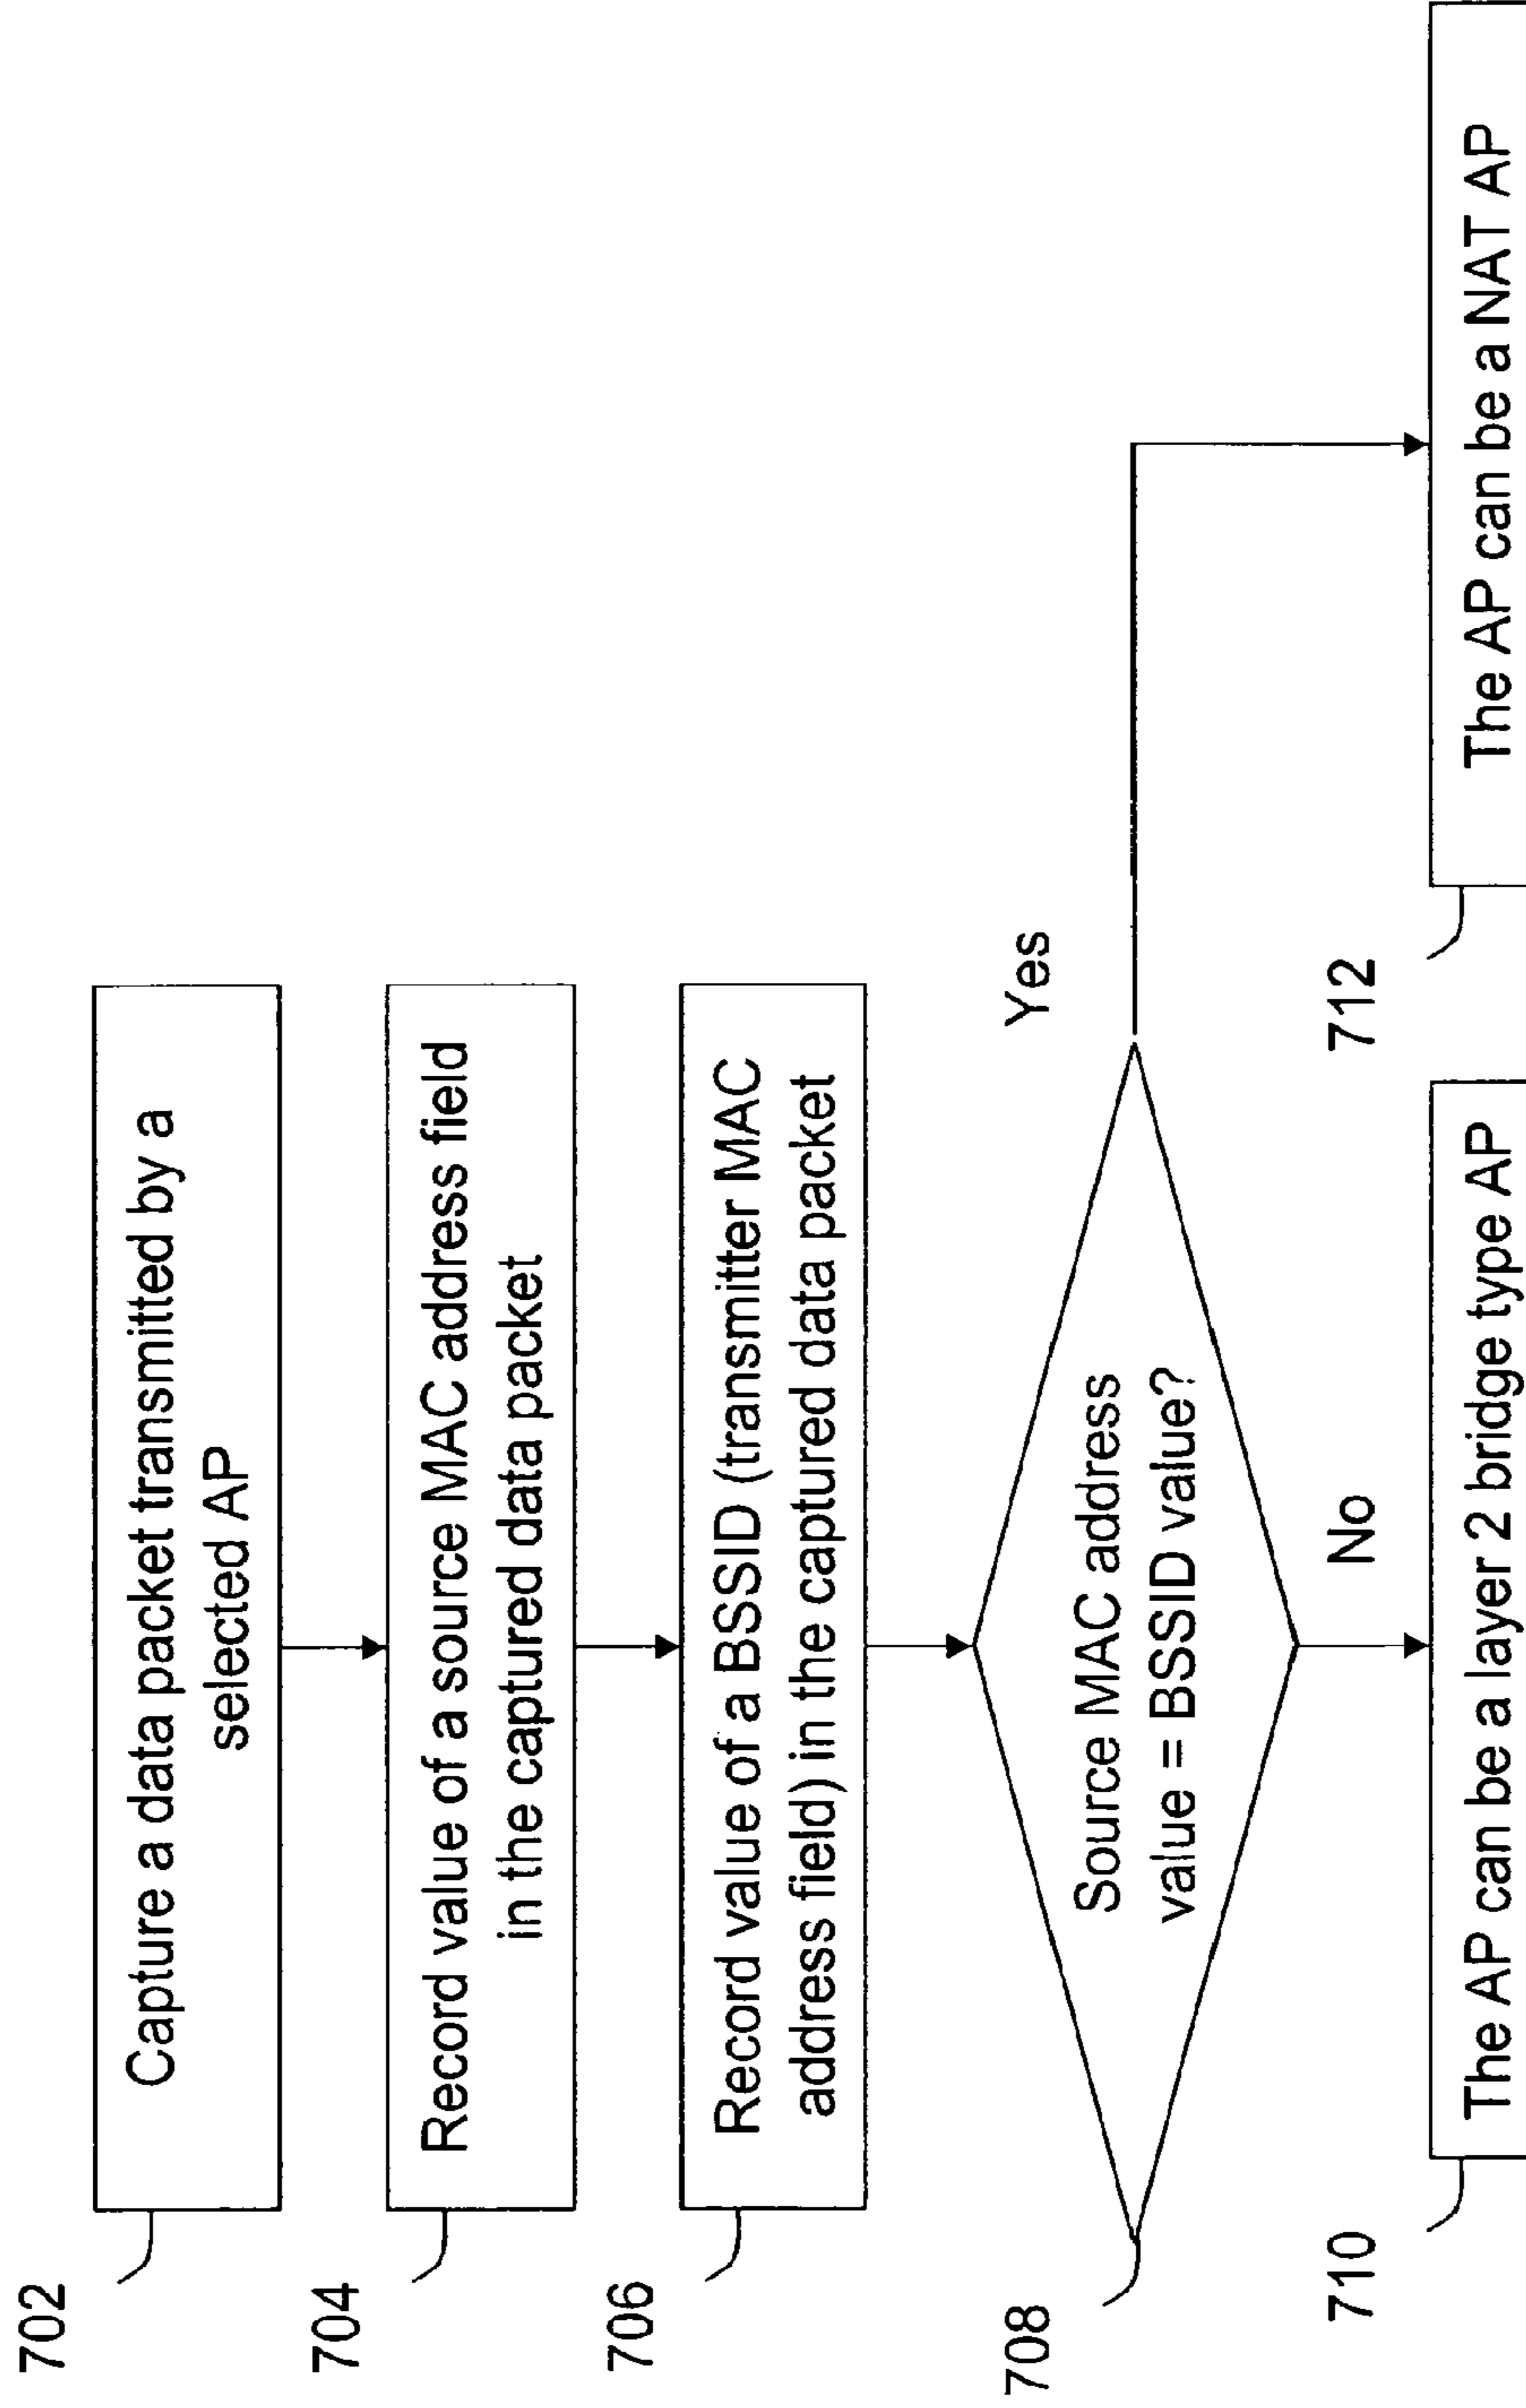 702
Capture a data packet transmitted by a
selected AP
704
Record value of a source MAC address field
in the captured data packet
706
Record value of a BSSID (transmitter MAC
address field) in the captured data packet
708
Source MAC address
value = BSSID value?
Yes
No
710
The AP can be a layer 2 bridge type AP
712
The AP can be a NAT AP